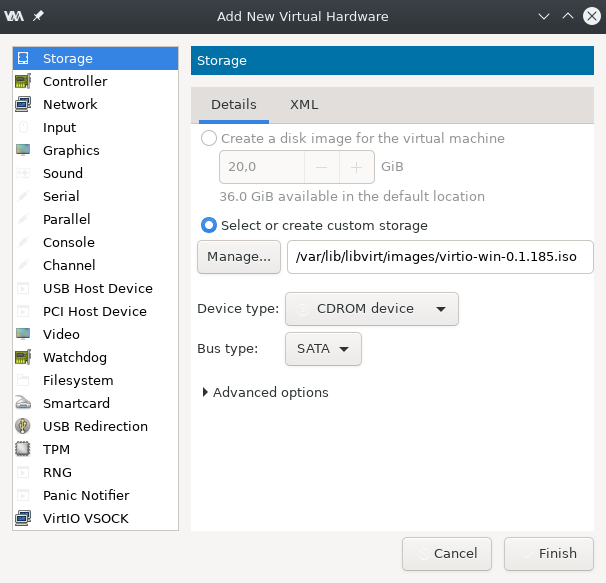 Add New Virtual Hardware
Storage
Controller
Network
Input
Graphics
Sound
Serial
Parallel
Console
Channel
USB Host Device
PCI Host Device
Video
Watchdog
Filesystem
Smartcard
USB Redirection
TPM
RNG
Panic Notifier
VirtIO VSOCK
Storage
Details XML
Create a disk image for the virtual machine
20,0 − + GiB
36.0 GiB available in the default location
Select or create custom storage
Manage... /var/lib/libvirt/images/virtio-win-0.1.185.iso
Device type: CDROM device
Bus type: SATA
Advanced options
Cancel Finish